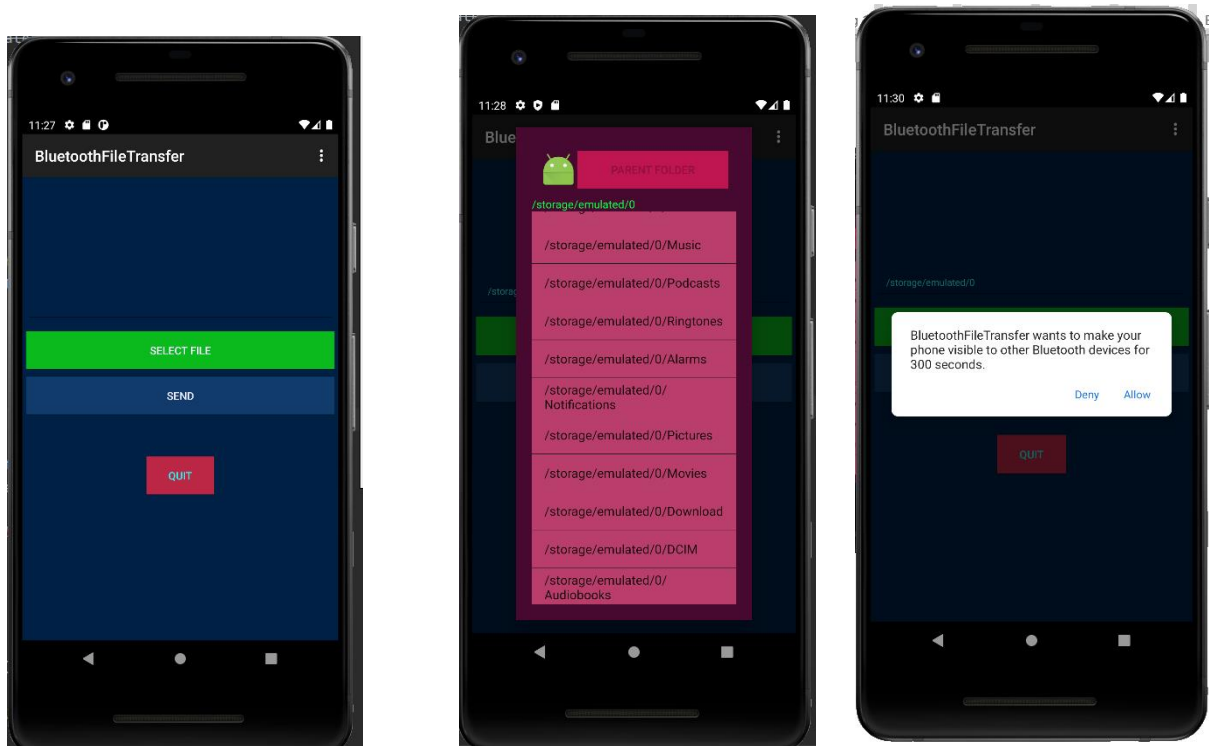 11:27
BluetoothFileTransfer
SELECT FILE
SEND
QUIT
11:28
Blue
PARENT FOLDER
/storage/emulated/0
/storage/emulated/0/Music
/storage/emulated/0/Podcasts
/storag
/storage/emulated/0/Ringtones
/storage/emulated/0/Alarms
/storage/emulated/0/
Notifications
/storage/emulated/0/Pictures
/storage/emulated/0/Movies
/storage/emulated/0/Download
/storage/emulated/0/DCIM
/storage/emulated/0/
Audiobooks
11:30
BluetoothFileTransfer
/storage/emulated/0
BluetoothFileTransfer wants to make your
phone visible to other Bluetooth devices for
300 seconds.
Deny Allow
QUIT